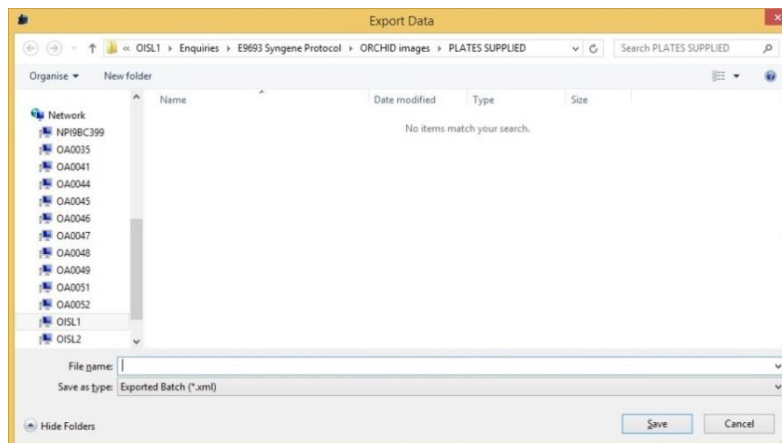 Export Data
« OISL1 ▸ Enquiries ▸ E9693 Syngene Protocol ▸ ORCHID images ▸ PLATES SUPPLIED
Search PLATES SUPPLIED
Organise New folder
Name Date modified Type Size
No items match your search.
Network
NPI9BC399
OA0035
OA0041
OA0044
OA0045
OA0046
OA0047
OA0048
OA0049
OA0051
OA0052
OISL1
OISL2
File name:
Save as type: Exported Batch (*.xml)
Hide Folders
Save Cancel